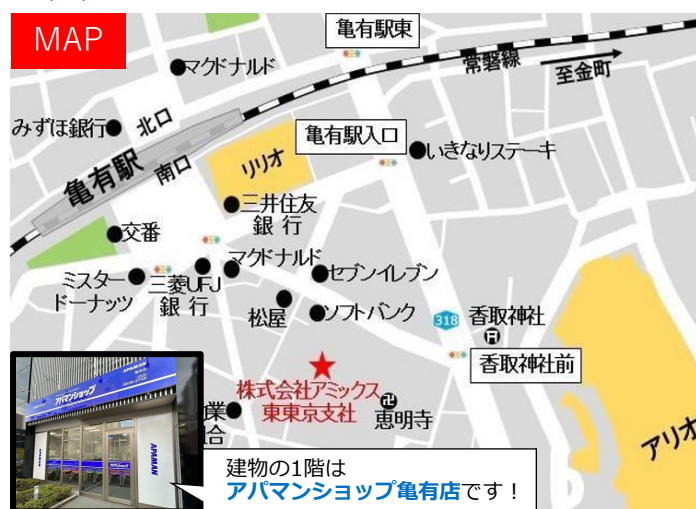 MAP
亀有駅東
マクドナルド
常磐線
至金町
みずほ銀行
北口
亀有駅入口
いきなりステーキ
亀有駅
南口
リリオ
三井住友
銀 行
交番
マクドナルド
セブンイレブン
ミスター
ドーナッツ
三菱UFJ
銀 行
松屋
ソフトバンク
318
香取神社
香取神社前
株式会社アミックス
東東京支社
卍
恵明寺
業
合
アリオ
アパマンショップ
APAMAN
APAMAN
建物の1階は
アパマンショップ亀有店です！